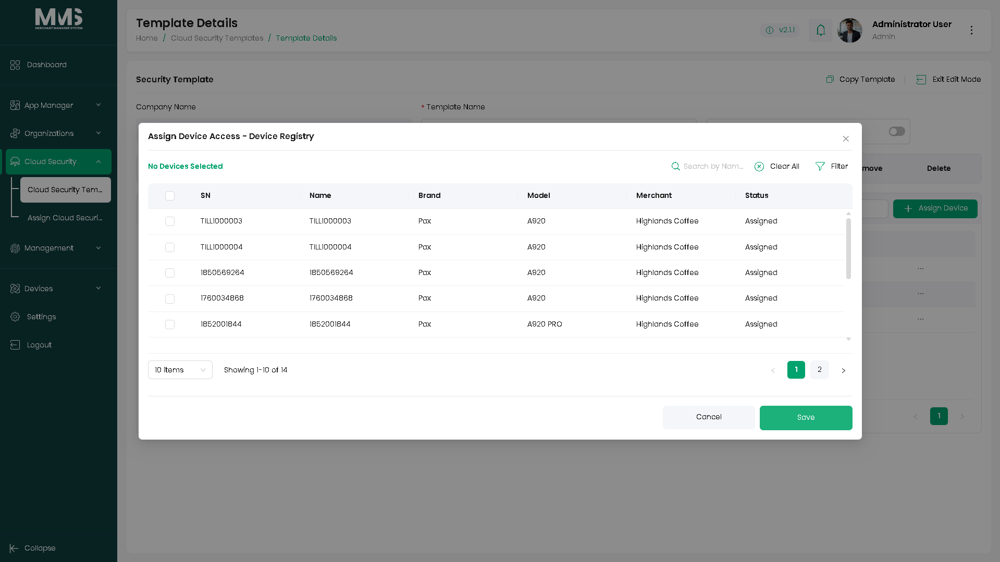 MMS
MERCHANT MANAGER SYSTEM
Dashboard
App Manager
Organizations
Cloud Security
Cloud Security Tem...
Assign Cloud Securi...
Management
Devices
Settings
Logout
Collapse
Template Details
Home / Cloud Security Templates / Template Details
V2.1.1
Administrator User
Admin
Security Template
Copy Template
Exit Edit Mode
Company Name
* Template Name
move
Delete
+ Assign Device
...
...
...
< 1 >
Assign Device Access - Device Registry
No Devices Selected
Search by Nam...
Clear All
Filter
SN Name Brand Model Merchant Status
TILL1000003 TILL1000003 Pax A920 Highlands Coffee Assigned
TILL1000004 TILL1000004 Pax A920 Highlands Coffee Assigned
1850569264 1850569264 Pax A920 Highlands Coffee Assigned
1760034868 1760034868 Pax A920 Highlands Coffee Assigned
1852001844 1852001844 Pax A920 PRO Highlands Coffee Assigned
10 items
Showing 1-10 of 14
< 1 2 >
Cancel
Save